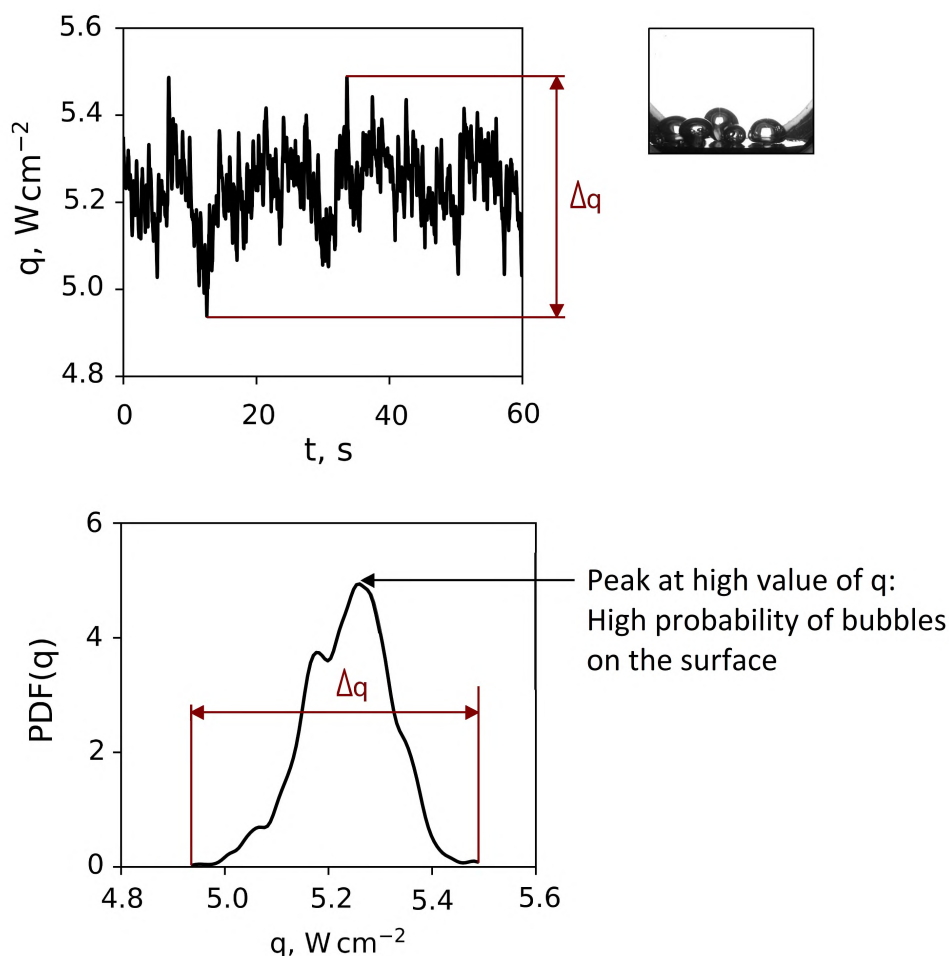 5.6
5.4
5.2
5.0
4.8
q, W cm⁻²
0 20 40 60
t, s
Δq
6
4
2
0
PDF(q)
4.8 5.0 5.2 5.4 5.6
q, W cm⁻²
Δq
Peak at high value of q:
High probability of bubbles
on the surface